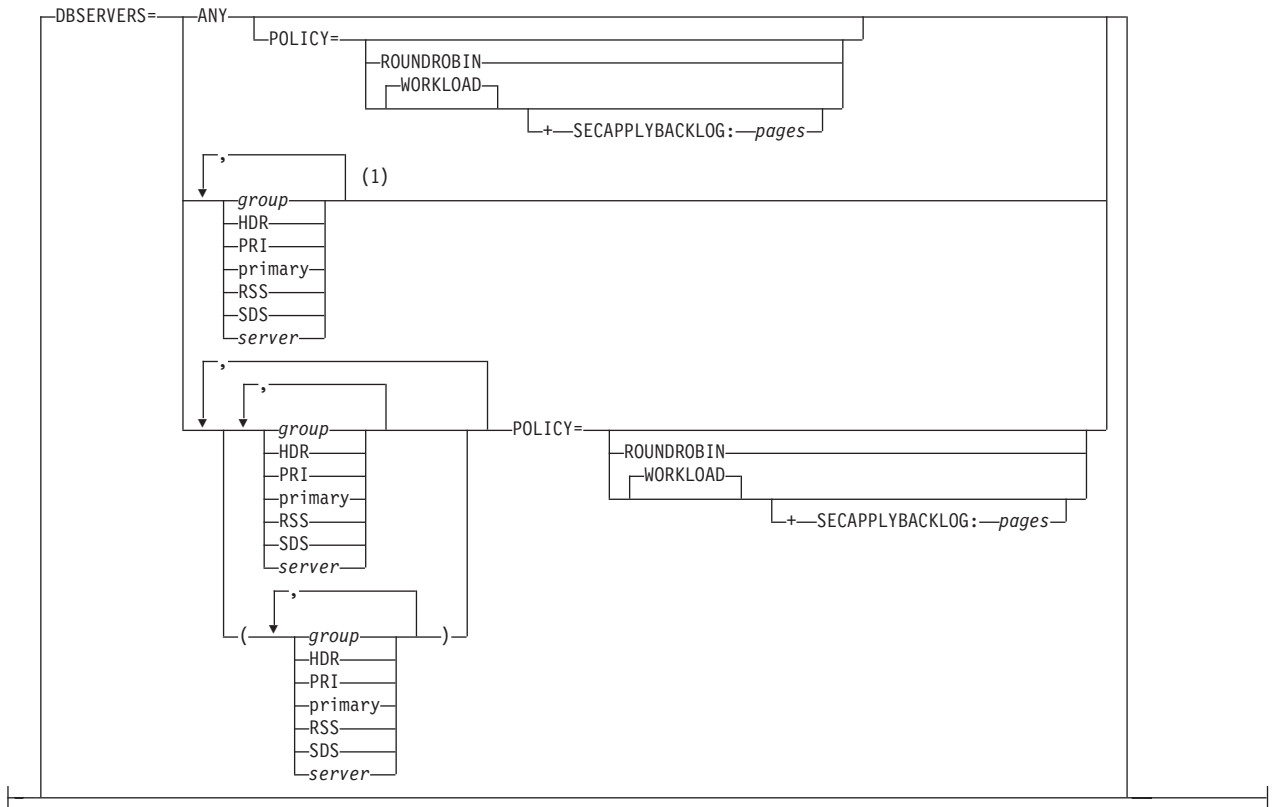 DBSERVERS= ANY
POLICY=
ROUNDROBIN
WORKLOAD
+ SECAPPLYBACKLOG: pages
,
(1)
group
HDR
PRI
primary
RSS
SDS
server
,
,
group POLICY=
HDR ROUNDROBIN
PRI WORKLOAD
primary
RSS + SECAPPLYBACKLOG: pages
SDS
server
,
( group )
HDR
PRI
primary
RSS
SDS
server